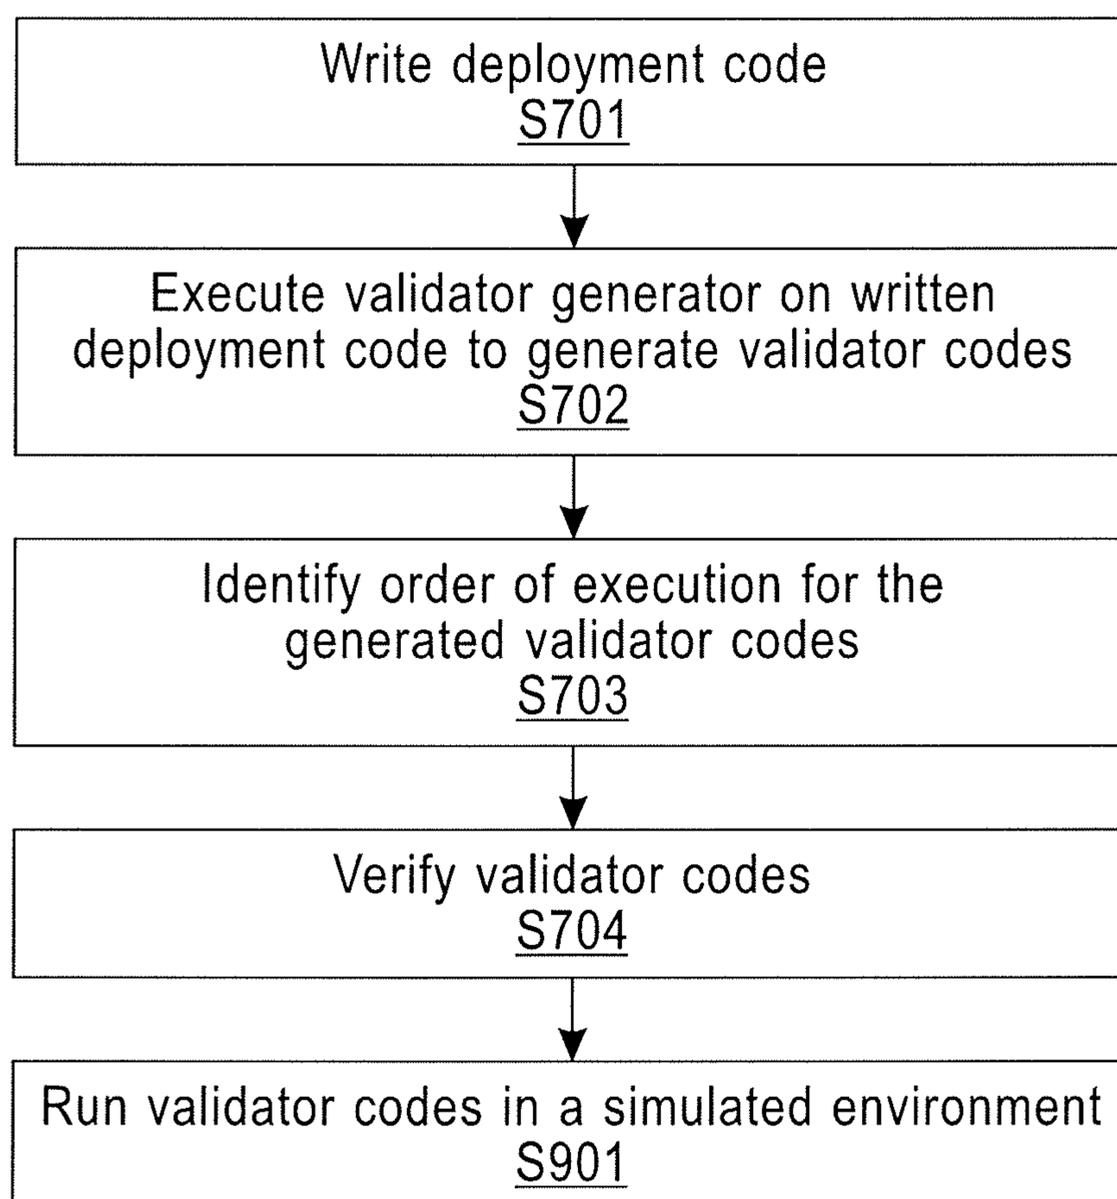 Write deployment code
S701
Execute validator generator on written
deployment code to generate validator codes
S702
Identify order of execution for the
generated validator codes
S703
Verify validator codes
S704
Run validator codes in a simulated environment
S901